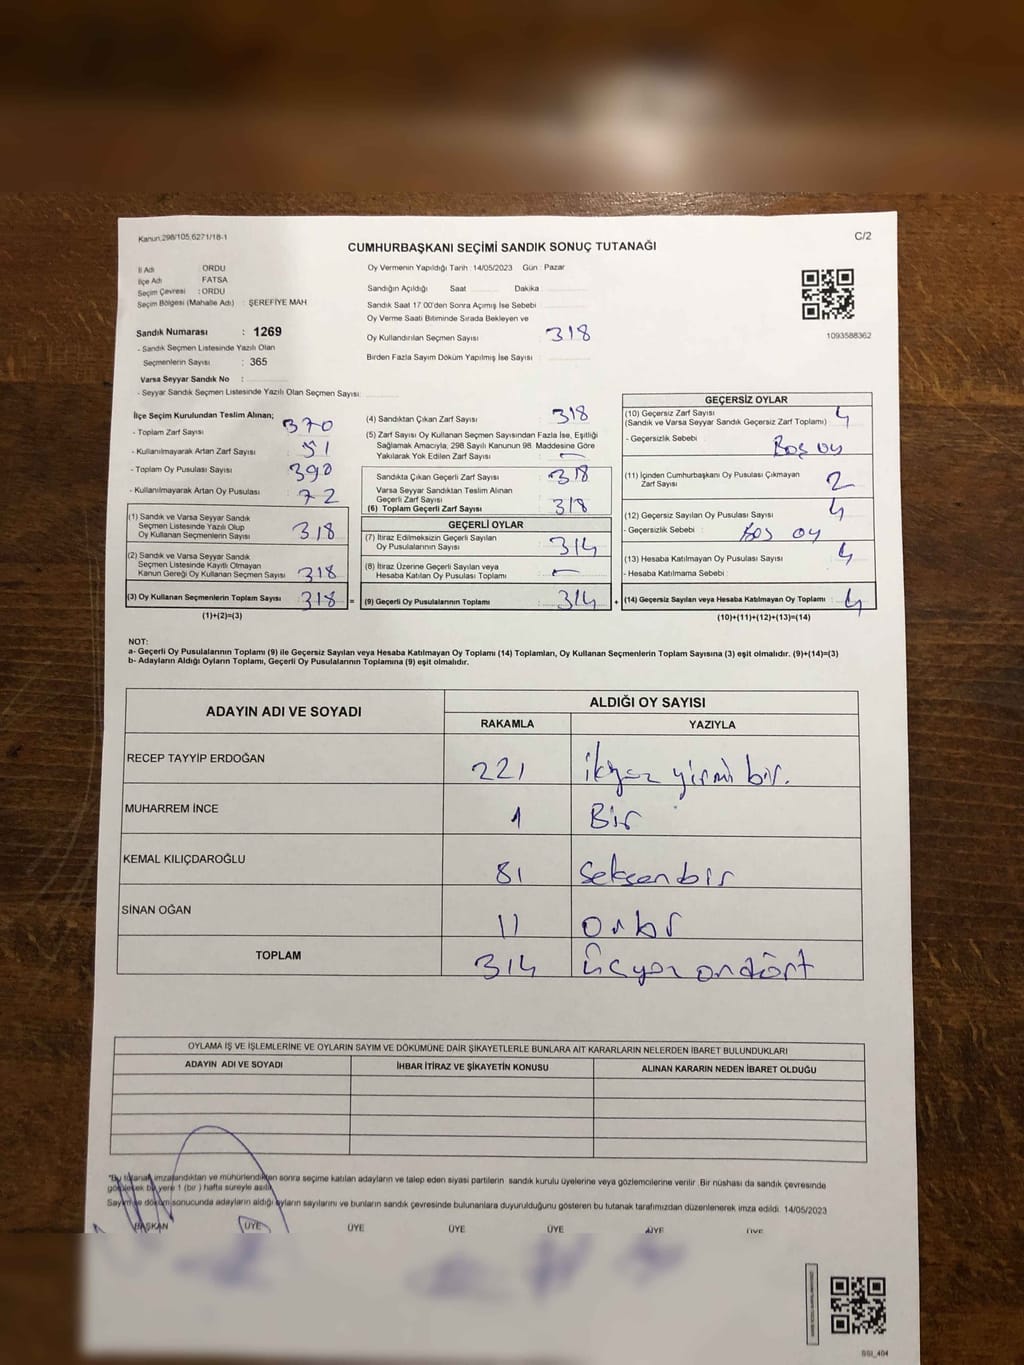 Kanun:298/105,6271/18-1
C/2
CUMHURBAŞKANI SEÇİMİ SANDIK SONUÇ TUTANAĞI
İl Adı : ORDU
İlçe Adı : FATSA
Seçim Çevresi : ORDU
Seçim Bölgesi (Mahalle Adı) : ŞEREFİYE MAH
Sandık Numarası : 1269
- Sandık Seçmen Listesinde Yazılı Olan
Seçmenlerin Sayısı : 365
Varsa Seyyar Sandık No :
- Seyyar Sandık Seçmen Listesinde Yazılı Olan Seçmen Sayısı:
Oy Vermenin Yapıldığı Tarih :14/05/2023 Gün : Pazar
Sandığın Açıldığı Saat Dakika
Sandık Saat 17.00'den Sonra Açımış İse Sebebi
Oy Verme Saati Bitiminde Sırada Bekleyen ve
Oy Kullandırılan Seçmen Sayısı : 318
Birden Fazla Sayım Döküm Yapılmış İse Sayısı :
1093588362
İlçe Seçim Kurulundan Teslim Alınan;
- Toplam Zarf Sayısı : 370
- Kullanılmayarak Artan Zarf Sayısı : 51
- Toplam Oy Pusulası Sayısı : 390
- Kullanılmayarak Artan Oy Pusulası : 72
(1) Sandık ve Varsa Seyyar Sandık
Seçmen Listesinde Yazılı Olup
Oy Kullanan Seçmenlerin Sayısı : 318
(2) Sandık ve Varsa Seyyar Sandık
Seçmen Listesinde Kayıtlı Olmayan
Kanun Gereği Oy Kullanan Seçmen Sayısı : 318
(3) Oy Kullanan Seçmenlerin Toplam Sayısı : 318 =
(1)+(2)=(3)
(4) Sandıktan Çıkan Zarf Sayısı : 318
(5) Zarf Sayısı Oy Kullanan Seçmen Sayısından Fazla İse, Eşitliği
Sağlamak Amacıyla, 298 Sayılı Kanunun 98. Maddesine Göre
Yakılarak Yok Edilen Zarf Sayısı : -
Sandıkta Çıkan Geçerli Zarf Sayısı : 318
Varsa Seyyar Sandıktan Teslim Alınan
Geçerli Zarf Sayısı
(6) Toplam Geçerli Zarf Sayısı : 318
GEÇERLİ OYLAR
(7) İtiraz Edilmeksizin Geçerli Sayılan
Oy Pusulalarının Sayısı : 314
(8) İtiraz Üzerine Geçerli Sayılan veya
Hesaba Katılan Oy Pusulası Toplamı : -
(9) Geçerli Oy Pusulalarının Toplamı : 314 +
GEÇERSİZ OYLAR
(10) Geçersiz Zarf Sayısı : 4
(Sandık ve Varsa Seyyar Sandık Geçersiz Zarf Toplamı)
- Geçersizlik Sebebi : Boş oy
(11) İçinden Cumhurbaşkanı Oy Pusulası Çıkmayan
Zarf Sayısı : 2
(12) Geçersiz Sayılan Oy Pusulası Sayısı : 4
- Geçersizlik Sebebi : Boş oy
(13) Hesaba Katılmayan Oy Pusulası Sayısı : 4
- Hesaba Katılmama Sebebi :
(14) Geçersiz Sayılan veya Hesaba Katılmayan Oy Toplamı : 4
(10)+(11)+(12)+(13)=(14)
NOT:
a- Geçerli Oy Pusulalarının Toplamı (9) ile Geçersiz Sayılan veya Hesaba Katılmayan Oy Toplamı (14) Toplamları, Oy Kullanan Seçmenlerin Toplam Sayısına (3) eşit olmalıdır. (9)+(14)=(3)
b- Adayların Aldığı Oyların Toplamı, Geçerli Oy Pusulalarının Toplamına (9) eşit olmalıdır.
ADAYIN ADI VE SOYADI
ALDIĞI OY SAYISI
RAKAMLA YAZIYLA
RECEP TAYYİP ERDOĞAN 221 ikiyüz yirmi bir.
MUHARREM İNCE 1 Bir
KEMAL KILIÇDAROĞLU 81 Seksenbir
SİNAN OĞAN 11 Onbir
TOPLAM 314 Üçyüz ondört
OYLAMA İŞ VE İŞLEMLERİNE VE OYLARIN SAYIM VE DÖKÜMÜNE DAİR ŞİKAYETLERLE BUNLARA AİT KARARLARIN NELERDEN İBARET BULUNDUKLARI
ADAYIN ADI VE SOYADI İHBAR İTİRAZ VE ŞİKAYETİN KONUSU ALINAN KARARIN NEDEN İBARET OLDUĞU
"Bu tutanak imzalandıktan ve mühürlendikten sonra seçime katılan adayların ve talep eden siyasi partilerin sandık kurulu üyelerine veya gözlemcilerine verilir. Bir nüshası da sandık çevresinde
görülecek bir yere 1 (bir ) hafta süreyle asılır.
Sayım ve döküm sonucunda adayların aldığı oyların sayılarını ve bunların sandık çevresinde bulunanlara duyurulduğunu gösteren bu tutanak tarafımızdan düzenlenerek imza edildi. 14/05/2023
BAŞKAN ÜYE ÜYE ÜYE ÜYE ÜYE ÜYE